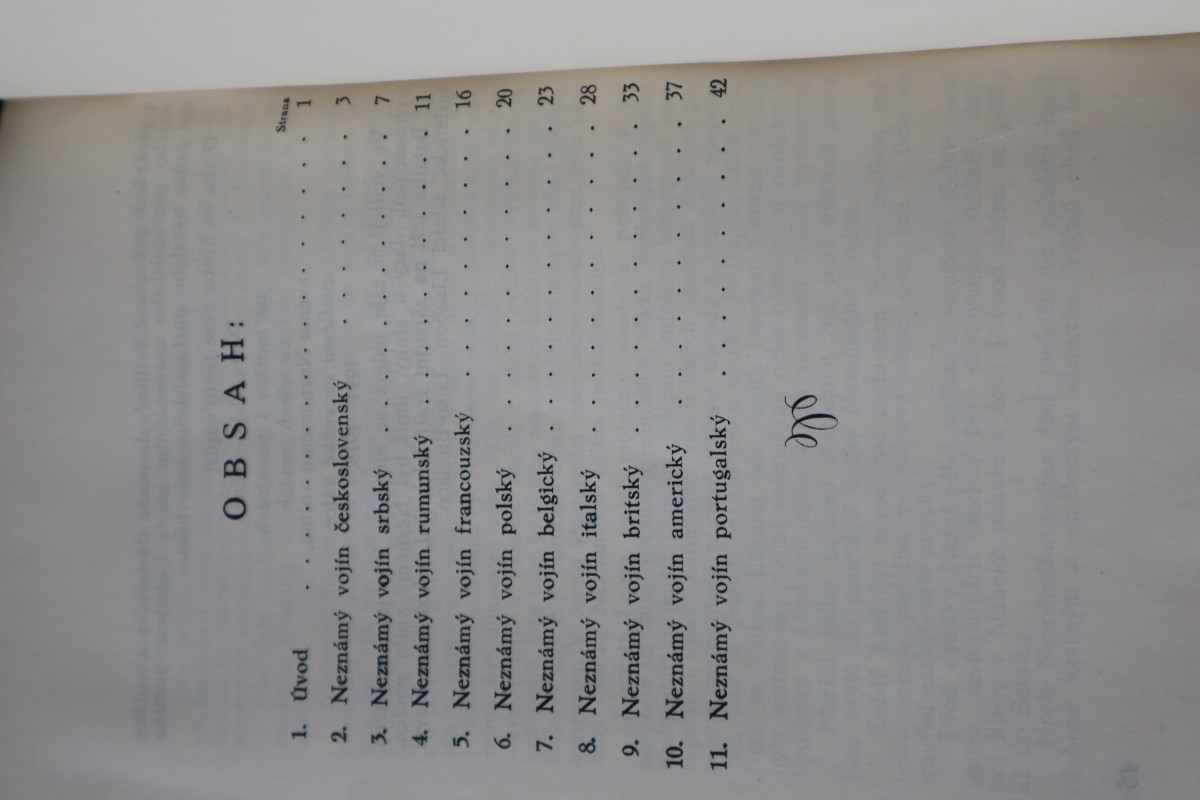 OBSAH:
Strana
1. Úvod . . . . . . . . . . . . . . . . . . 1
2. Neznámý vojín československý . . . . . . . . 3
3. Neznámý vojín srbský . . . . . . . . . . . . 7
4. Neznámý vojín rumunský . . . . . . . . . . . 11
5. Neznámý vojín francouzský . . . . . . . . . . 16
6. Neznámý vojín polský . . . . . . . . . . . . 20
7. Neznámý vojín belgický . . . . . . . . . . . 23
8. Neznámý vojín italský . . . . . . . . . . . . 28
9. Neznámý vojín britský . . . . . . . . . . . . 33
10. Neznámý vojín americký . . . . . . . . . . . 37
11. Neznámý vojín portugalský . . . . . . . . . . 42